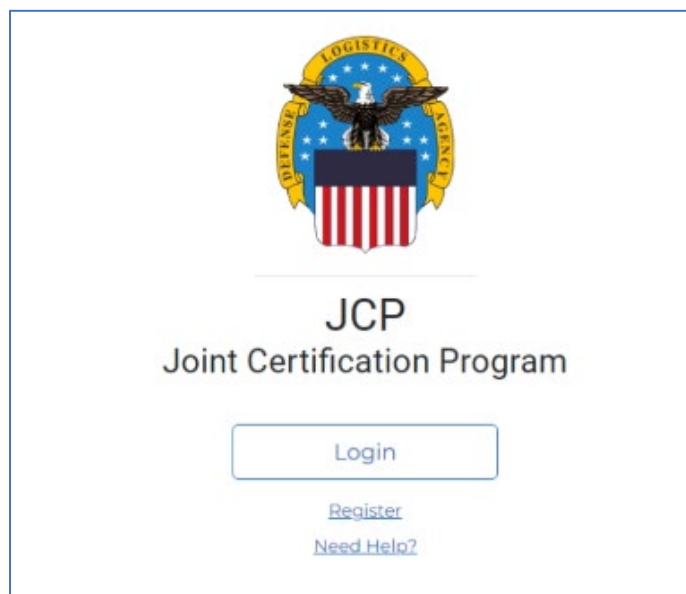 DEFENSE LOGISTICS AGENCY
JCP
Joint Certification Program
Login
Register
Need Help?